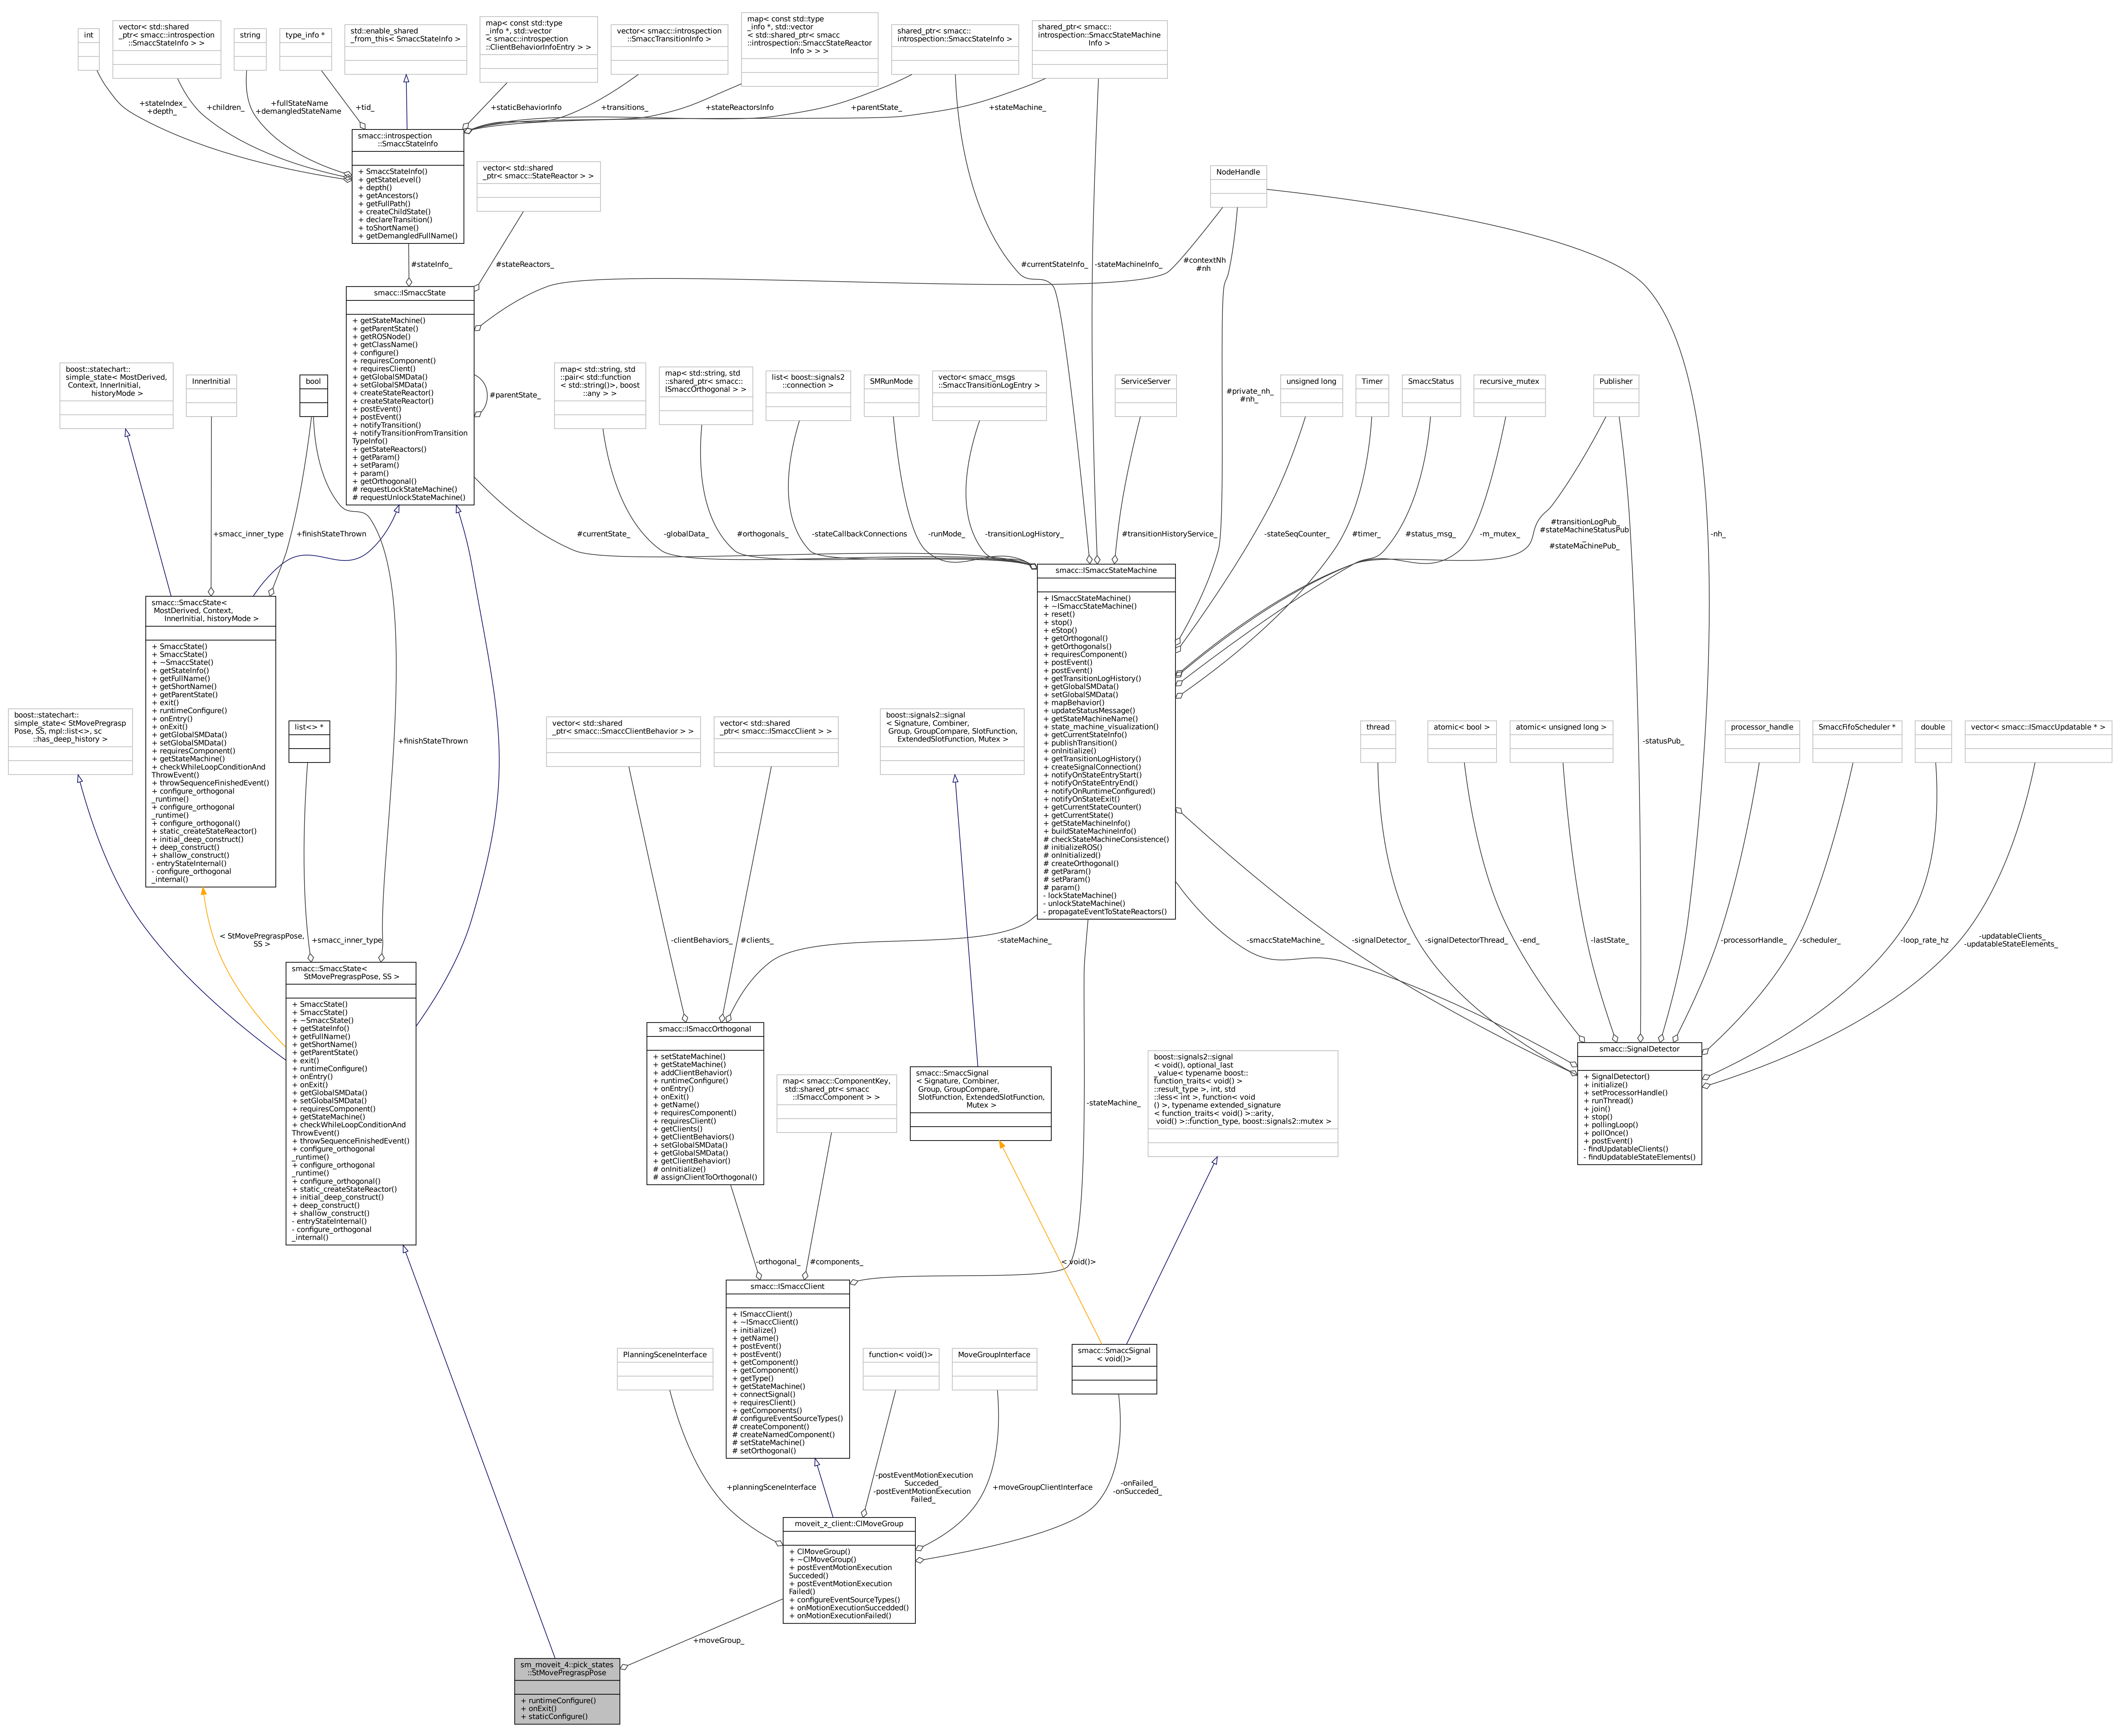 int
vector< std::shared
_ptr< smacc::introspection
::SmaccStateInfo > >
string
type_info *
std::enable_shared
_from_this< SmaccStateInfo >
map< const std::type
_info *, std::vector
< smacc::introspection
::ClientBehaviorInfoEntry > >
vector< smacc::introspection
::SmaccTransitionInfo >
map< const std::type
_info *, std::vector
< std::shared_ptr< smacc
::introspection::SmaccStateReactor
Info > > >
shared_ptr< smacc::
introspection::SmaccStateInfo >
shared_ptr< smacc::
introspection::SmaccStateMachine
Info >
+stateIndex_
+depth_
+children_
+fullStateName
+demangledStateName
+tid_
+staticBehaviorInfo
+transitions_
+stateReactorsInfo
+parentState_
+stateMachine_
smacc::introspection
::SmaccStateInfo
+ SmaccStateInfo()
+ getStateLevel()
+ depth()
+ getAncestors()
+ getFullPath()
+ createChildState()
+ declareTransition()
+ toShortName()
+ getDemangledFullName()
vector< std::shared
_ptr< smacc::StateReactor > >
NodeHandle
#stateInfo_
#stateReactors_
#currentStateInfo_
-stateMachineInfo_
#contextNh
#nh
smacc::ISmaccState
+ getStateMachine()
+ getParentState()
+ getROSNode()
+ getClassName()
+ configure()
+ requiresComponent()
+ requiresClient()
+ getGlobalSMData()
+ setGlobalSMData()
+ createStateReactor()
+ createStateReactor()
+ postEvent()
+ postEvent()
+ notifyTransition()
+ notifyTransitionFromTransition
TypeInfo()
+ getStateReactors()
+ getParam()
+ setParam()
+ param()
+ getOrthogonal()
# requestLockStateMachine()
# requestUnlockStateMachine()
#parentState_
boost::statechart::
simple_state< MostDerived,
Context, InnerInitial,
historyMode >
InnerInitial
bool
map< std::string, std
::pair< std::function
< std::string()>, boost
::any > >
map< std::string, std
::shared_ptr< smacc::
ISmaccOrthogonal > >
list< boost::signals2
::connection >
SMRunMode
vector< smacc_msgs
::SmaccTransitionLogEntry >
ServiceServer
#private_nh_
#nh_
unsigned long
Timer
SmaccStatus
recursive_mutex
Publisher
+smacc_inner_type
+finishStateThrown
#currentState_
-globalData_
#orthogonals_
-stateCallbackConnections
-runMode_
-transitionLogHistory_
#transitionHistoryService_
-stateSeqCounter_
#timer_
#status_msg_
-m_mutex_
#transitionLogPub_
#stateMachineStatusPub
_
#stateMachinePub_
-nh_
smacc::SmaccState<
MostDerived, Context,
InnerInitial, historyMode >
+ SmaccState()
+ SmaccState()
+ ~SmaccState()
+ getStateInfo()
+ getFullName()
+ getShortName()
+ getParentState()
+ exit()
+ runtimeConfigure()
+ onEntry()
+ onExit()
+ getGlobalSMData()
+ setGlobalSMData()
+ requiresComponent()
+ getStateMachine()
+ checkWhileLoopConditionAnd
ThrowEvent()
+ throwSequenceFinishedEvent()
+ configure_orthogonal
_runtime()
+ configure_orthogonal
_runtime()
+ configure_orthogonal()
+ static_createStateReactor()
+ initial_deep_construct()
+ deep_construct()
+ shallow_construct()
- entryStateInternal()
- configure_orthogonal
_internal()
smacc::ISmaccStateMachine
+ ISmaccStateMachine()
+ ~ISmaccStateMachine()
+ reset()
+ stop()
+ eStop()
+ getOrthogonal()
+ getOrthogonals()
+ requiresComponent()
+ postEvent()
+ postEvent()
+ getTransitionLogHistory()
+ getGlobalSMData()
+ setGlobalSMData()
+ mapBehavior()
+ updateStatusMessage()
+ getStateMachineName()
+ state_machine_visualization()
+ getCurrentStateInfo()
+ publishTransition()
+ onInitialize()
+ getTransitionLogHistory()
+ createSignalConnection()
+ notifyOnStateEntryStart()
+ notifyOnStateEntryEnd()
+ notifyOnRuntimeConfigured()
+ notifyOnStateExit()
+ getCurrentStateCounter()
+ getCurrentState()
+ getStateMachineInfo()
+ buildStateMachineInfo()
# checkStateMachineConsistence()
# initializeROS()
# onInitialized()
# createOrthogonal()
# getParam()
# setParam()
# param()
- lockStateMachine()
- unlockStateMachine()
- propagateEventToStateReactors()
boost::statechart::
simple_state< StMovePregrasp
Pose, SS, mpl::list<>, sc
::has_deep_history >
list<> *
+finishStateThrown
vector< std::shared
_ptr< smacc::SmaccClientBehavior > >
vector< std::shared
_ptr< smacc::ISmaccClient > >
boost::signals2::signal
< Signature, Combiner,
Group, GroupCompare, SlotFunction,
ExtendedSlotFunction, Mutex >
thread
atomic< bool >
atomic< unsigned long >
-statusPub_
processor_handle
SmaccFifoScheduler *
double
vector< smacc::ISmaccUpdatable * >
< StMovePregraspPose,
SS >
+smacc_inner_type
-clientBehaviors_
#clients_
-stateMachine_
-smaccStateMachine_
-signalDetector_
-signalDetectorThread_
-end_
-lastState_
-processorHandle_
-scheduler_
-loop_rate_hz
-updatableClients_
-updatableStateElements_
smacc::SmaccState<
StMovePregraspPose, SS >
+ SmaccState()
+ SmaccState()
+ ~SmaccState()
+ getStateInfo()
+ getFullName()
+ getShortName()
+ getParentState()
+ exit()
+ runtimeConfigure()
+ onEntry()
+ onExit()
+ getGlobalSMData()
+ setGlobalSMData()
+ requiresComponent()
+ getStateMachine()
+ checkWhileLoopConditionAnd
ThrowEvent()
+ throwSequenceFinishedEvent()
+ configure_orthogonal
_runtime()
+ configure_orthogonal
_runtime()
+ configure_orthogonal()
+ static_createStateReactor()
+ initial_deep_construct()
+ deep_construct()
+ shallow_construct()
- entryStateInternal()
- configure_orthogonal
_internal()
smacc::ISmaccOrthogonal
+ setStateMachine()
+ getStateMachine()
+ addClientBehavior()
+ runtimeConfigure()
+ onEntry()
+ onExit()
+ getName()
+ requiresComponent()
+ requiresClient()
+ getClients()
+ getClientBehaviors()
+ setGlobalSMData()
+ getGlobalSMData()
+ getClientBehavior()
# onInitialize()
# assignClientToOrthogonal()
map< smacc::ComponentKey,
std::shared_ptr< smacc
::ISmaccComponent > >
smacc::SmaccSignal
< Signature, Combiner,
Group, GroupCompare,
SlotFunction, ExtendedSlotFunction,
Mutex >
-stateMachine_
boost::signals2::signal
< void(), optional_last
_value< typename boost::
function_traits< void() >
::result_type >, int, std
::less< int >, function< void
() >, typename extended_signature
< function_traits< void() >::arity,
void() >::function_type, boost::signals2::mutex >
smacc::SignalDetector
+ SignalDetector()
+ initialize()
+ setProcessorHandle()
+ runThread()
+ join()
+ stop()
+ pollingLoop()
+ pollOnce()
+ postEvent()
- findUpdatableClients()
- findUpdatableStateElements()
-orthogonal_
#components_
< void()>
smacc::ISmaccClient
+ ISmaccClient()
+ ~ISmaccClient()
+ initialize()
+ getName()
+ postEvent()
+ postEvent()
+ getComponent()
+ getComponent()
+ getType()
+ getStateMachine()
+ connectSignal()
+ requiresClient()
+ getComponents()
# configureEventSourceTypes()
# createComponent()
# createNamedComponent()
# setStateMachine()
# setOrthogonal()
PlanningSceneInterface
function< void()>
MoveGroupInterface
smacc::SmaccSignal
< void()>
+planningSceneInterface
-postEventMotionExecution
Succeded_
-postEventMotionExecution
Failed_
+moveGroupClientInterface
-onFailed_
-onSucceded_
moveit_z_client::ClMoveGroup
+ ClMoveGroup()
+ ~ClMoveGroup()
+ postEventMotionExecution
Succeded()
+ postEventMotionExecution
Failed()
+ configureEventSourceTypes()
+ onMotionExecutionSuccedded()
+ onMotionExecutionFailed()
+moveGroup_
sm_moveit_4::pick_states
::StMovePregraspPose
+ runtimeConfigure()
+ onExit()
+ staticConfigure()